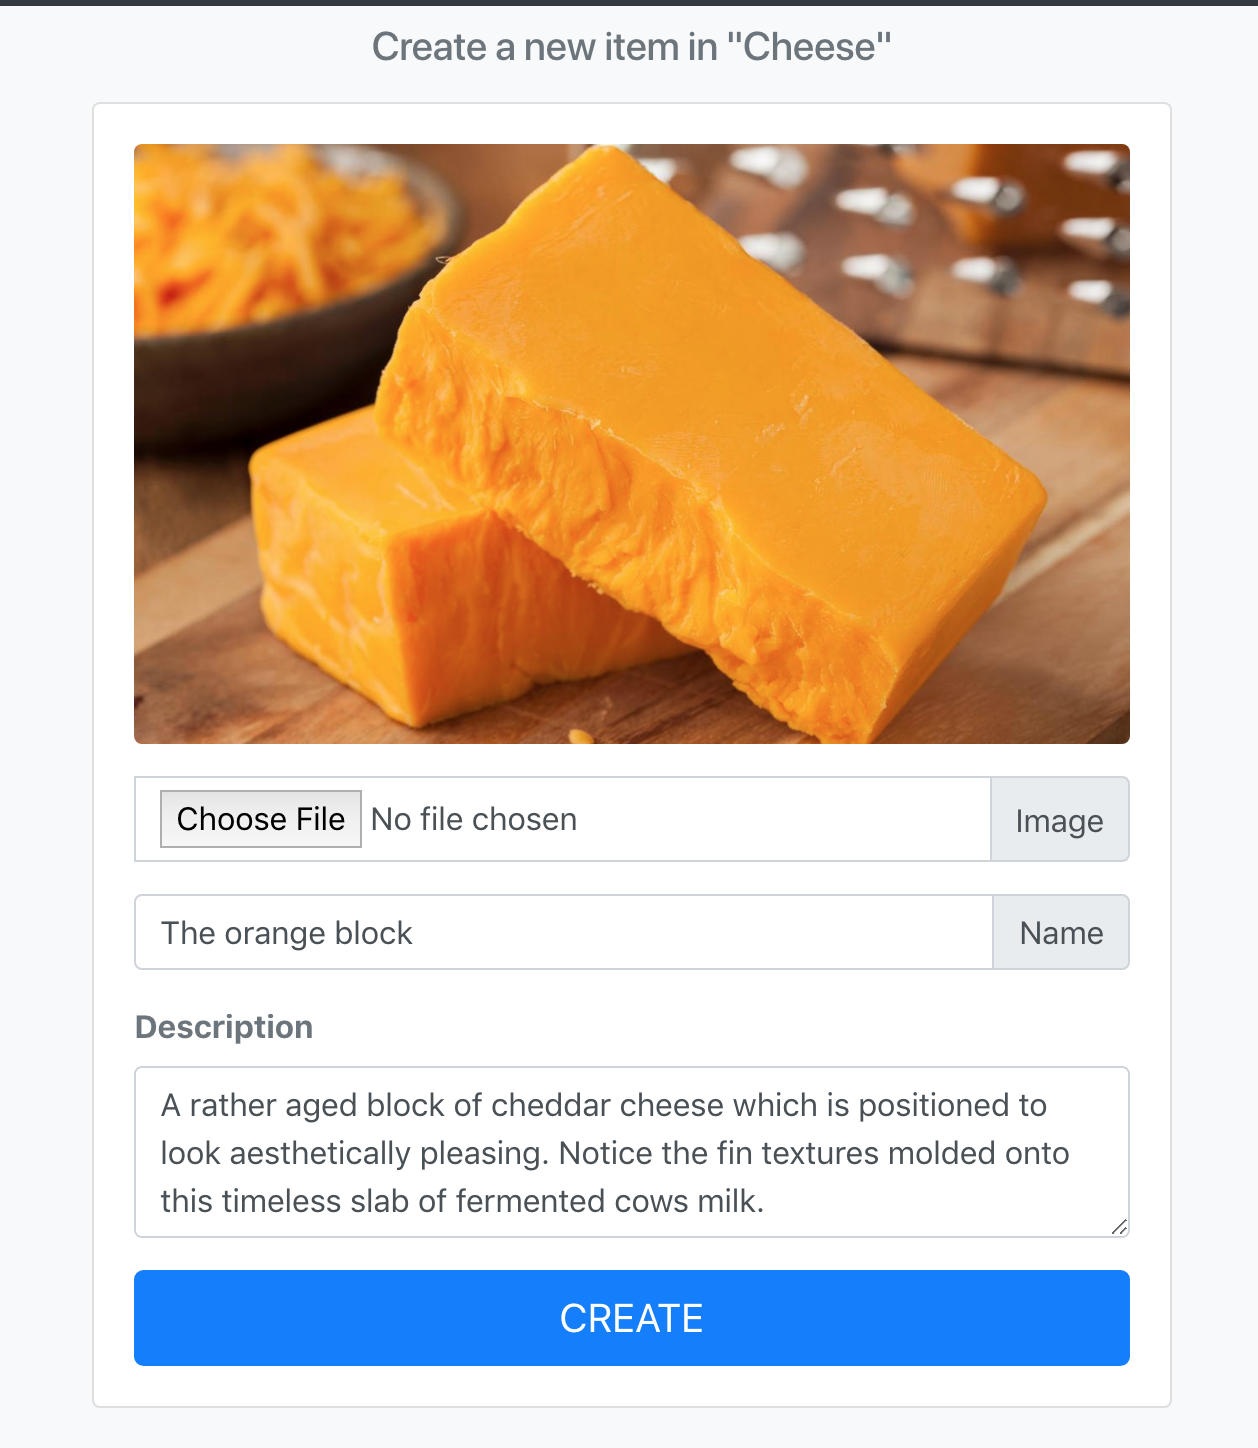 Create a new item in "Cheese"
Choose File No file chosen Image
The orange block Name
Description
A rather aged block of cheddar cheese which is positioned to
look aesthetically pleasing. Notice the fin textures molded onto
this timeless slab of fermented cows milk.
CREATE